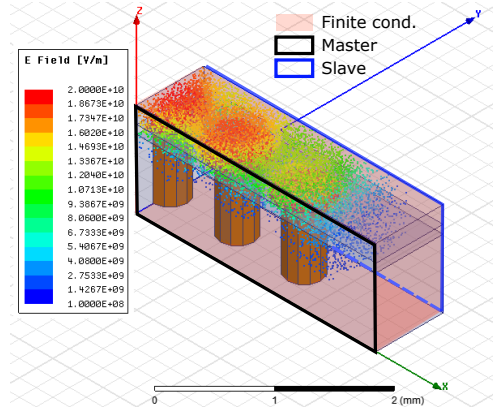 Z
Y
Finite cond.
Master
Slave
E Field [Y/m]
2.0000E+10
1.8673E+10
1.7347E+10
1.6020E+10
1.4693E+10
1.3367E+10
1.2040E+10
1.0713E+10
9.3867E+09
8.0600E+09
6.7333E+09
5.4067E+09
4.0800E+09
2.7533E+09
1.4267E+09
1.0000E+08
X
0 1 2 (mm)